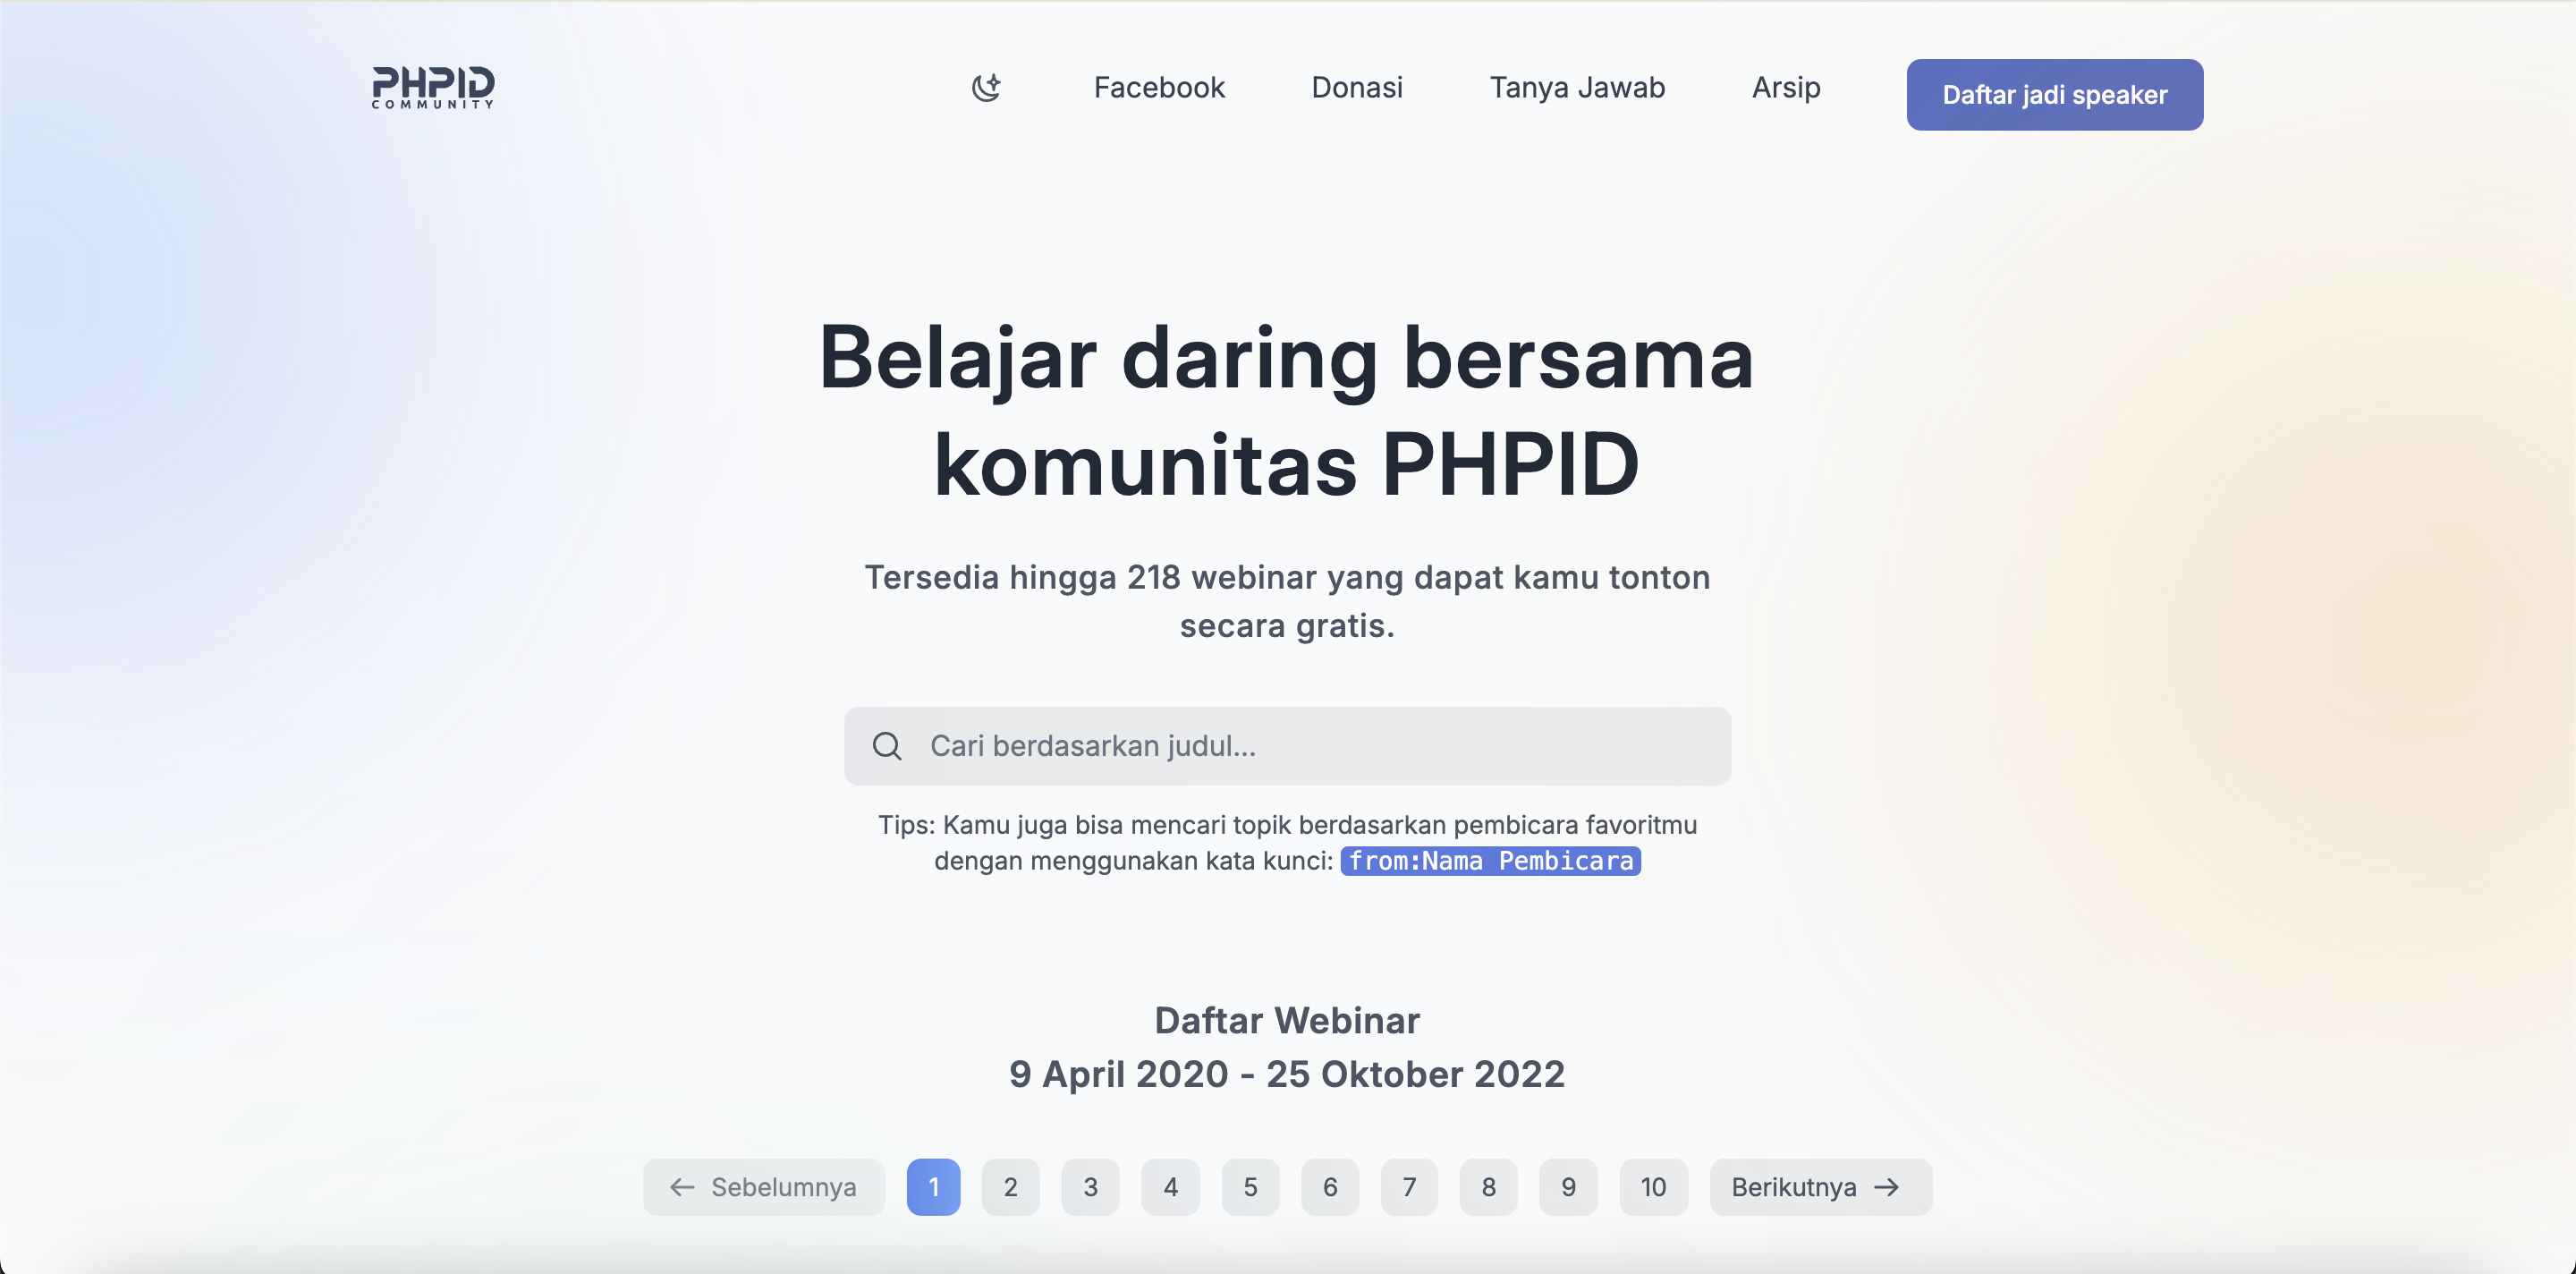 PHPID
COMMUNITY
Facebook
Donasi
Tanya Jawab
Arsip
Daftar jadi speaker
Belajar daring bersama
komunitas PHPID
Tersedia hingga 218 webinar yang dapat kamu tonton
secara gratis.
Cari berdasarkan judul...
Tips: Kamu juga bisa mencari topik berdasarkan pembicara favoritmu
dengan menggunakan kata kunci: from:Nama Pembicara
Daftar Webinar
9 April 2020 - 25 Oktober 2022
← Sebelumnya 1 2 3 4 5 6 7 8 9 10 Berikutnya →